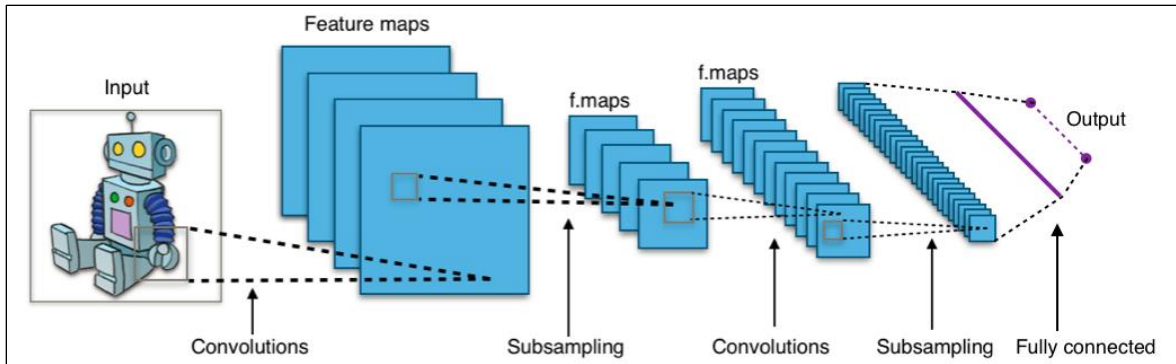 Feature maps
Input
f.maps
f.maps
Output
Convolutions
Subsampling
Convolutions
Subsampling
Fully connected